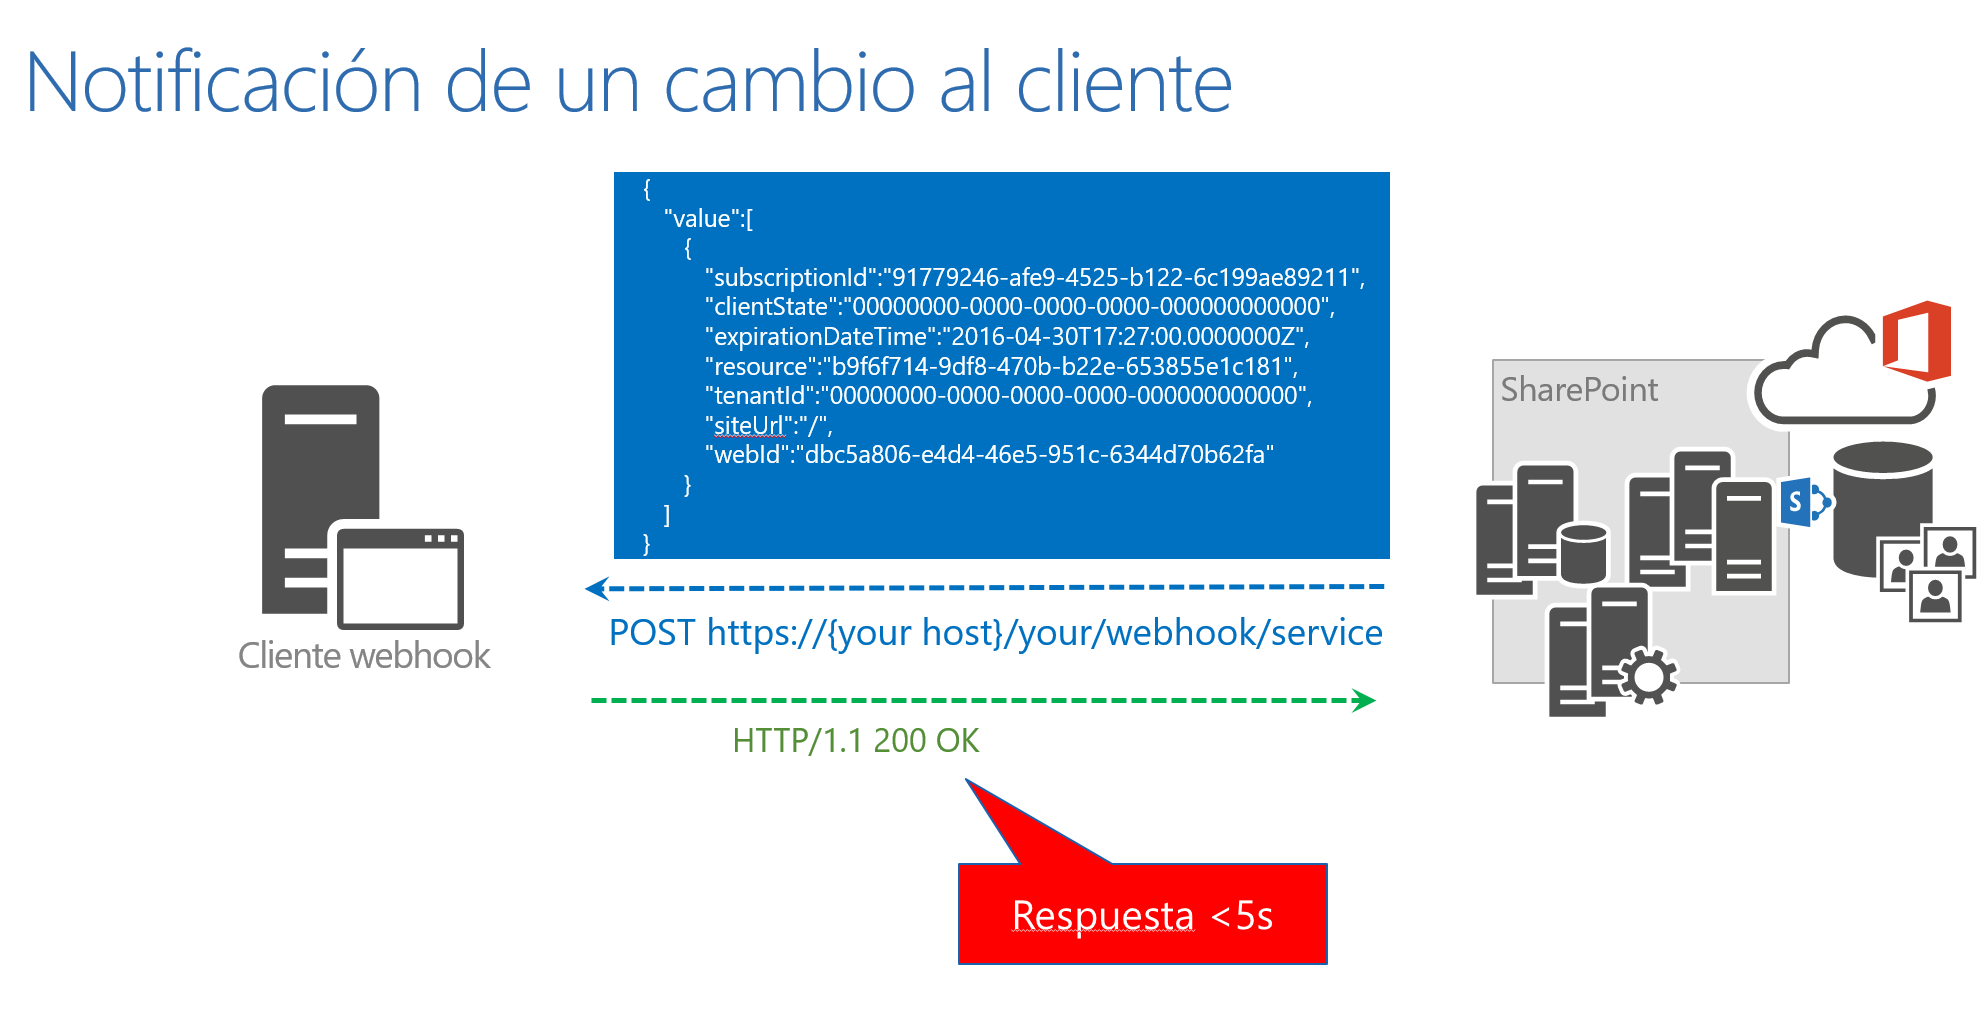 Notificación de un cambio al cliente
{
"value":[
{
"subscriptionId":"91779246-afe9-4525-b122-6c199ae89211",
"clientState":"00000000-0000-0000-0000-000000000000",
"expirationDateTime":"2016-04-30T17:27:00.0000000Z",
"resource":"b9f6f714-9df8-470b-b22e-653855e1c181",
"tenantId":"00000000-0000-0000-0000-000000000000",
"siteUrl":"/",
"webId":"dbc5a806-e4d4-46e5-951c-6344d70b62fa"
}
]
}
SharePoint
S
POST https://{your host}/your/webhook/service
Cliente webhook
HTTP/1.1 200 OK
Respuesta <5s